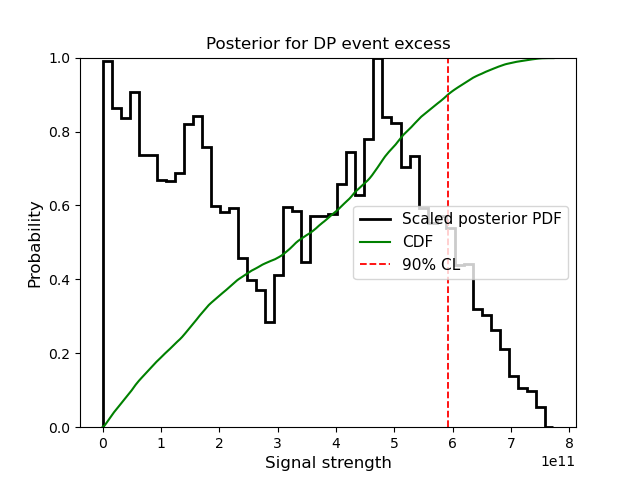 Posterior for DP event excess
Probability
1.0
0.8
0.6
0.4
0.2
0.0
Scaled posterior PDF
CDF
90% CL
0 1 2 3 4 5 6 7 8
1e11
Signal strength